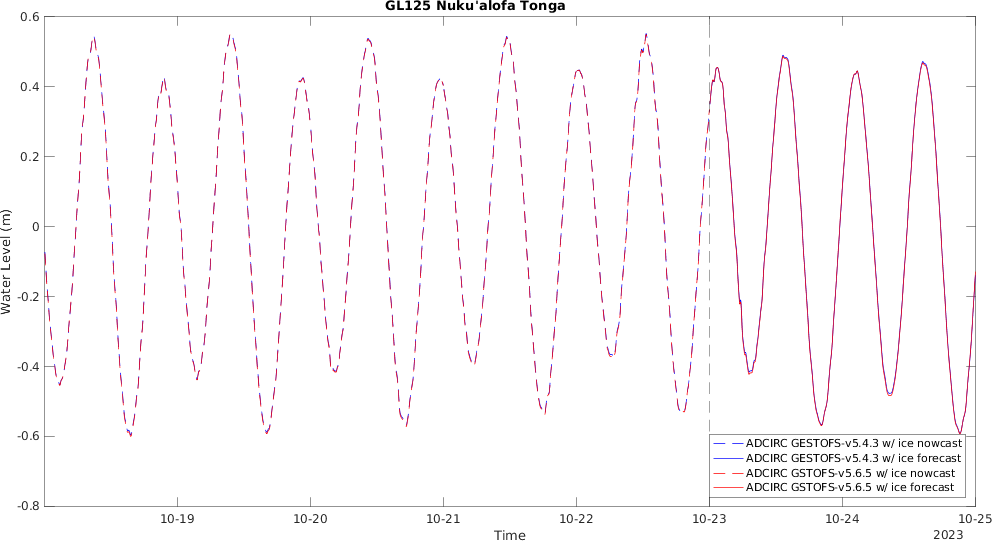 GL125 Nuku'alofa Tonga
0.6
0.4
0.2
0
-0.2
-0.4
-0.6
-0.8
Water Level (m)
ADCIRC GESTOFS-v5.4.3 w/ ice nowcast
ADCIRC GESTOFS-v5.4.3 w/ ice forecast
ADCIRC GSTOFS-v5.6.5 w/ ice nowcast
ADCIRC GSTOFS-v5.6.5 w/ ice forecast
10-19 10-20 10-21 10-22 10-23 10-24 10-25
Time
2023